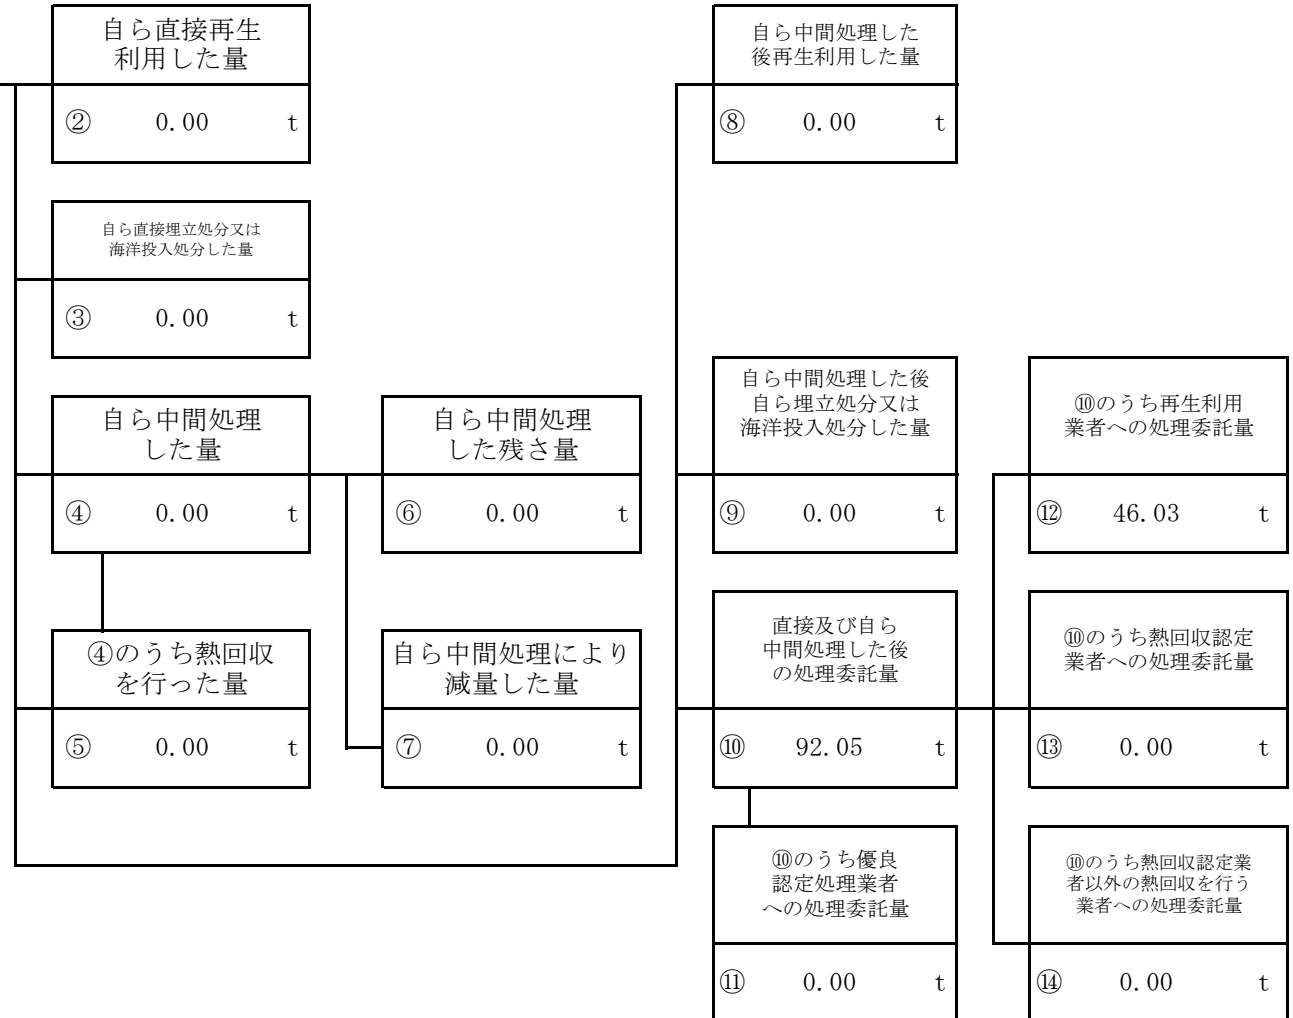 自ら直接再生
利用した量
② 0.00 t
自ら直接埋立処分又は
海洋投入処分した量
③ 0.00 t
自ら中間処理
した量
④ 0.00 t
④のうち熱回収
を行った量
⑤ 0.00 t
自ら中間処理
した残さ量
⑥ 0.00 t
自ら中間処理により
減量した量
⑦ 0.00 t
自ら中間処理した
後再生利用した量
⑧ 0.00 t
自ら中間処理した後
自ら埋立処分又は
海洋投入処分した量
⑨ 0.00 t
直接及び自ら
中間処理した後
の処理委託量
⑩ 92.05 t
⑩のうち優良
認定処理業者
への処理委託量
⑪ 0.00 t
⑩のうち再生利用
業者への処理委託量
⑫ 46.03 t
⑩のうち熱回収認定
業者への処理委託量
⑬ 0.00 t
⑩のうち熱回収認定業
者以外の熱回収を行う
業者への処理委託量
⑭ 0.00 t